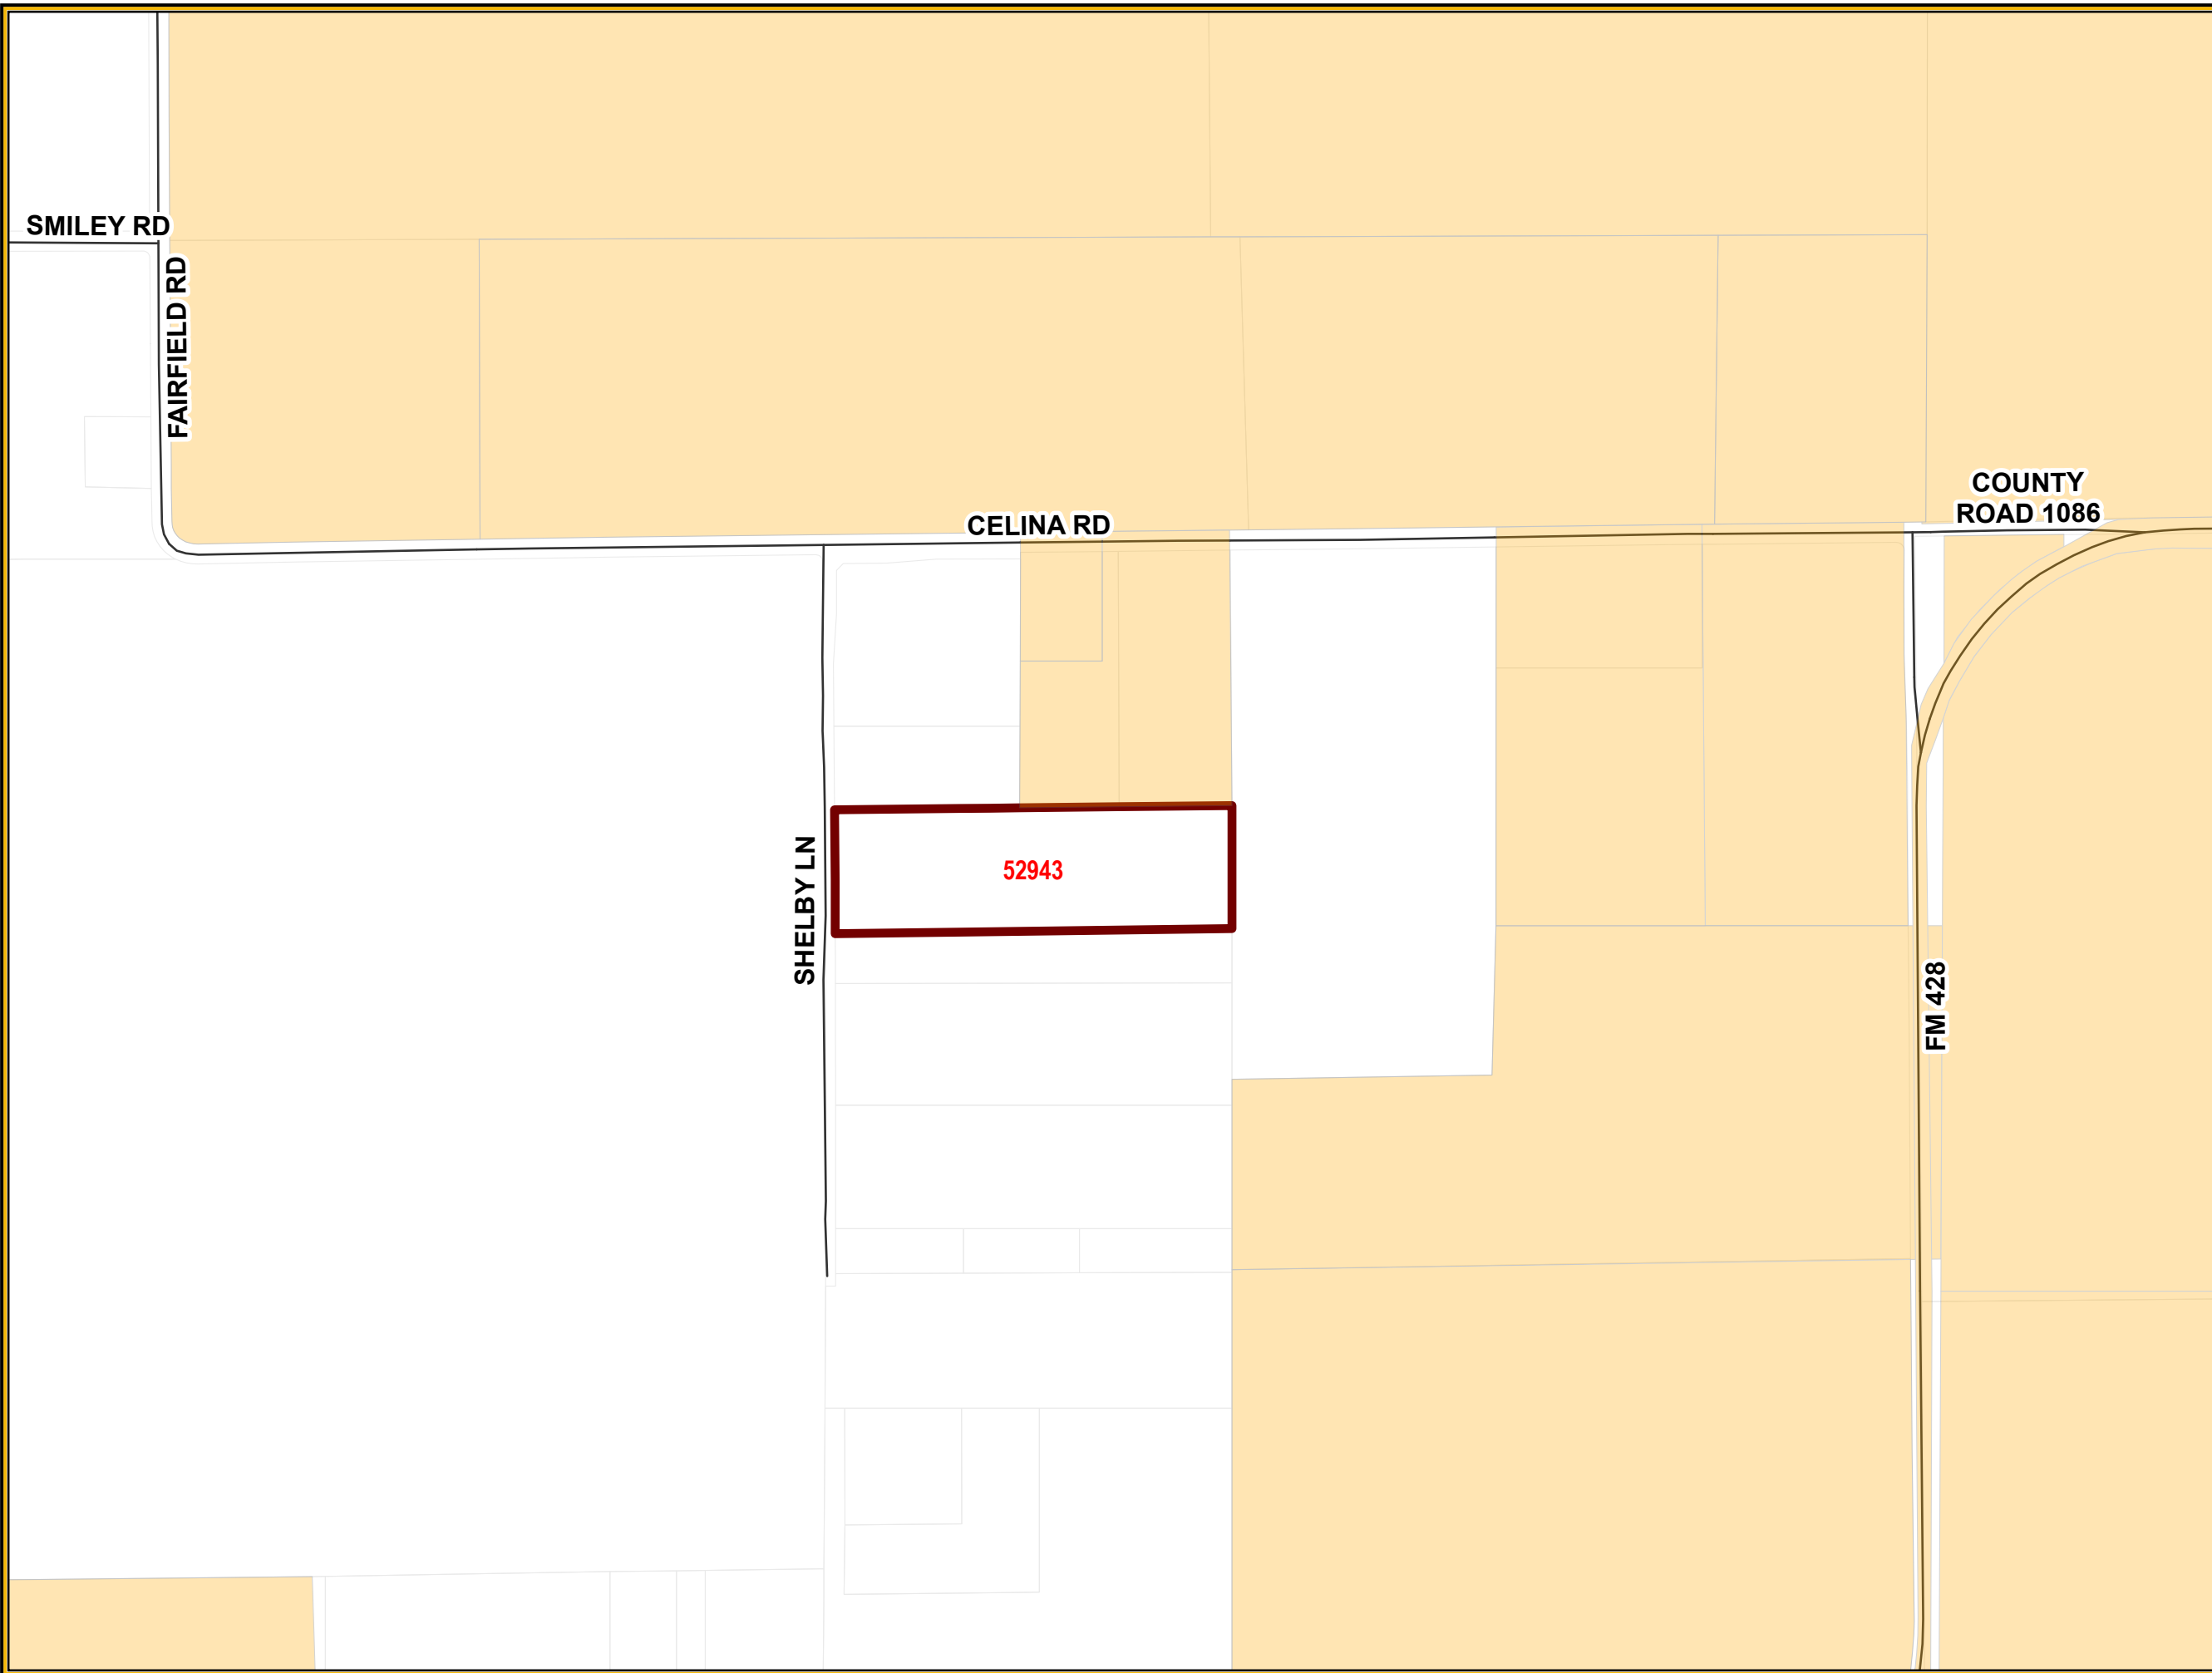 SMILEY RD
FAIRFIELD RD
COUNTY
ROAD 1086
CELINA RD
SHELBY LN
52943
FM 428